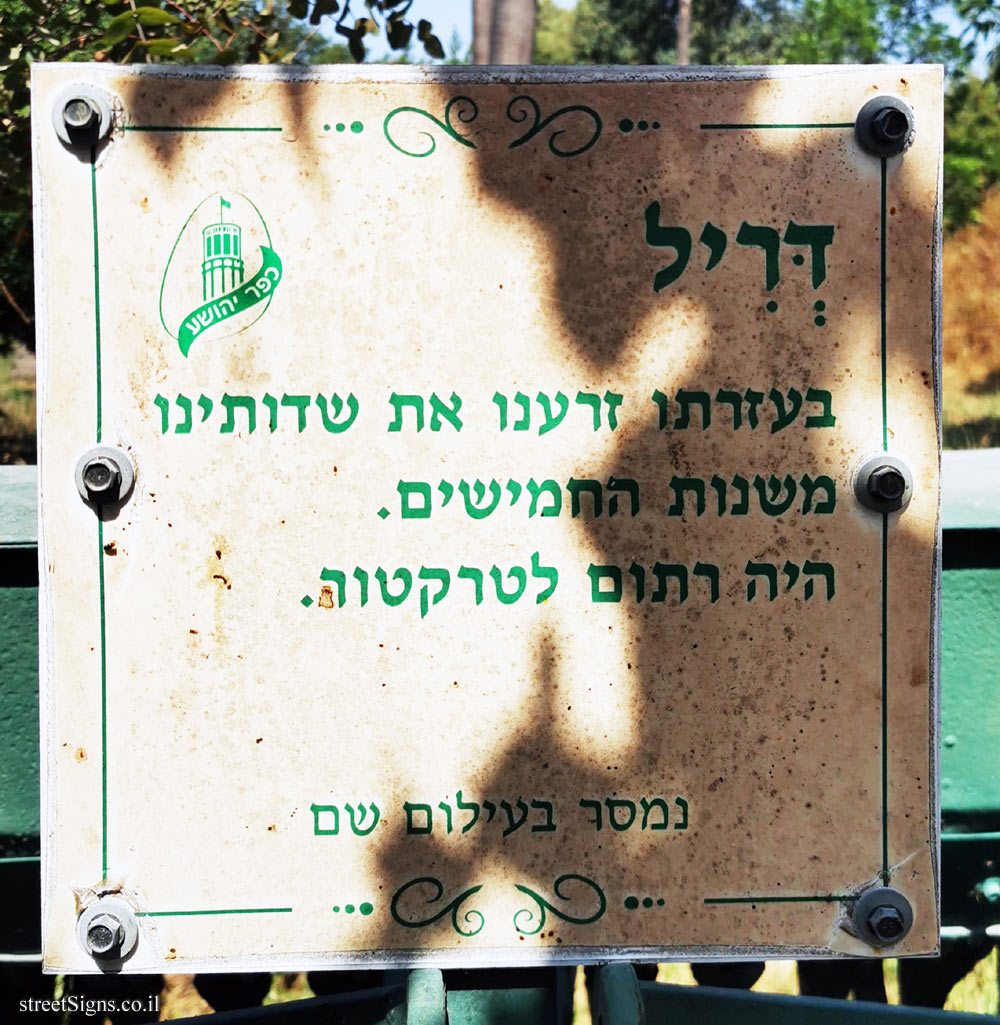 דְּרִיל
כפר יהושע
בעזרתו זרענו את שדותינו
משנות החמישים.
היה רתום לטרקטור.
נמסר בעילום שם
streetSigns.co.il